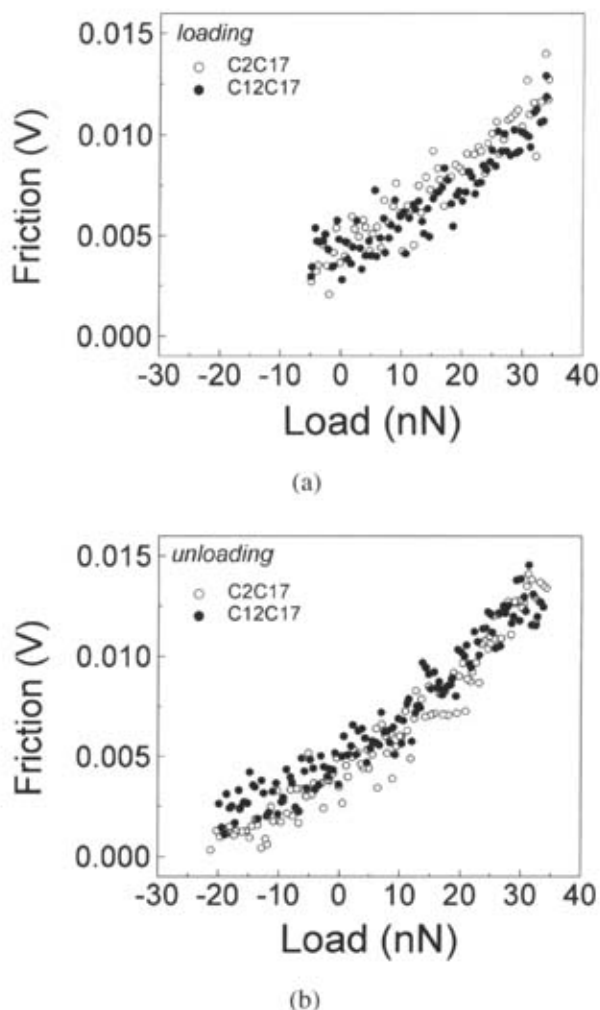 0.015
loading
C2C17
C12C17
0.010
0.005
0.000
Friction (V)
-30 -20 -10 0 10 20 30 40
Load (nN)
(a)
0.015
unloading
C2C17
C12C17
0.010
0.005
0.000
Friction (V)
-30 -20 -10 0 10 20 30 40
Load (nN)
(b)